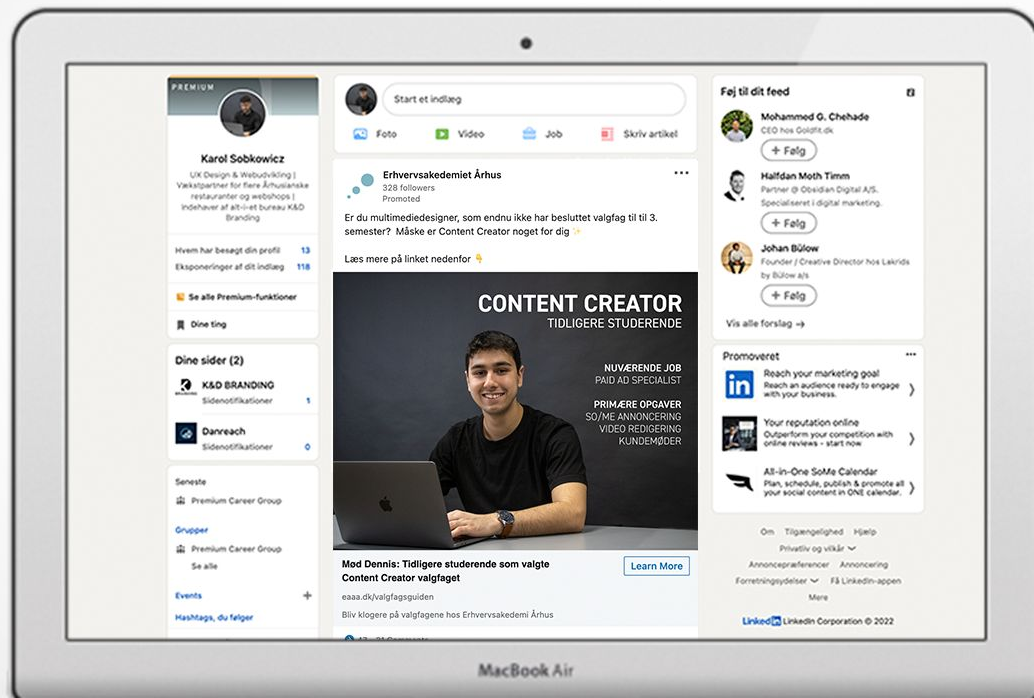 PREMIUM
Karol Sobkowicz
UX Design & Webudvikling |
Vækstpartner for flere Århusianske
restauranter og webshops |
Indehaver af alt-i-et bureau K&D
Branding
Hvem har besøgt din profil 13
Eksponeringer af dit indlæg 118
Se alle Premium-funktioner
Dine ting
Dine sider (2)
K&D BRANDING
Sidenotifikationer 1
Danreach
Sidenotifikationer 0
Seneste
Premium Career Group
Grupper
Premium Career Group
Se alle
Events +
Hashtags, du følger
Start et indlæg
Foto Video Job Skriv artikel
Erhvervsakademiet Århus
328 followers
Promoted
Er du multimediedesigner, som endnu ikke har besluttet valgfag til til 3.
semester? Måske er Content Creator noget for dig ✨
Læs mere på linket nedenfor 👇
CONTENT CREATOR
TIDLIGERE STUDERENDE
NUVÆRENDE JOB
PAID AD SPECIALIST
PRIMÆRE OPGAVER
SO/ME ANNONCERING
VIDEO REDIGERING
KUNDEMØDER
Mød Dennis: Tidligere studerende som valgte
Content Creator valgfaget
Learn More
eaaa.dk/valgfagsguiden
Bliv klogere på valgfagene hos Erhvervsakademi Århus
Føj til dit feed
Mohammed G. Chehade
CEO hos Goldfit.dk
+ Følg
Halfdan Moth Timm
Partner @ Obsidian Digital A/S.
Specialiseret i digital marketing.
+ Følg
Johan Bülow
Founder / Creative Director hos Lakrids
by Bülow a/s
+ Følg
Vis alle forslag →
Promoveret
in
Reach your marketing goal
Reach an audience ready to engage
with your business.
Your reputation online
Outperform your competition with
online reviews - start now
All-in-One SoMe Calendar
Plan, schedule, publish & promote all
your social content in ONE calendar.
Om Tilgængelighed Hjælp
Privatliv og vilkår
Annoncepræferencer Annoncering
Forretningsydelser Få LinkedIn-appen
Mere
LinkedIn LinkedIn Corporation © 2022
MacBook Air